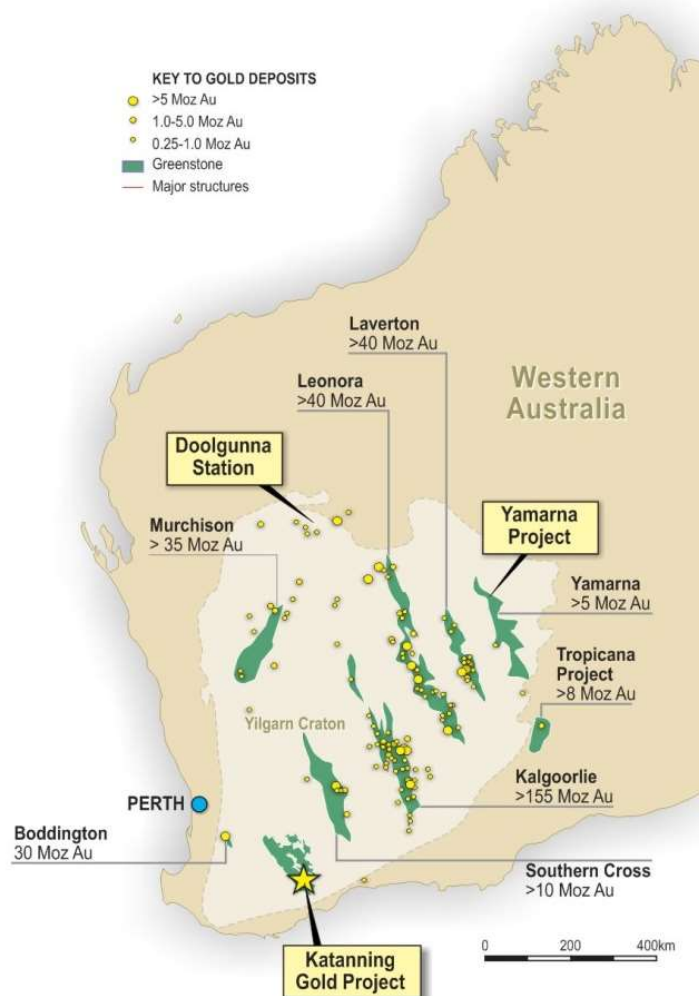 KEY TO GOLD DEPOSITS
>5 Moz Au
1.0-5.0 Moz Au
0.25-1.0 Moz Au
Greenstone
Major structures
Laverton
>40 Moz Au
Leonora
>40 Moz Au
Western
Australia
Doolgunna
Station
Murchison
> 35 Moz Au
Yamarna
Project
Yamarna
>5 Moz Au
Tropicana
Project
>8 Moz Au
Yilgarn Craton
Kalgoorlie
>155 Moz Au
PERTH
Boddington
30 Moz Au
Southern Cross
>10 Moz Au
Katanning
Gold Project
0 200 400km